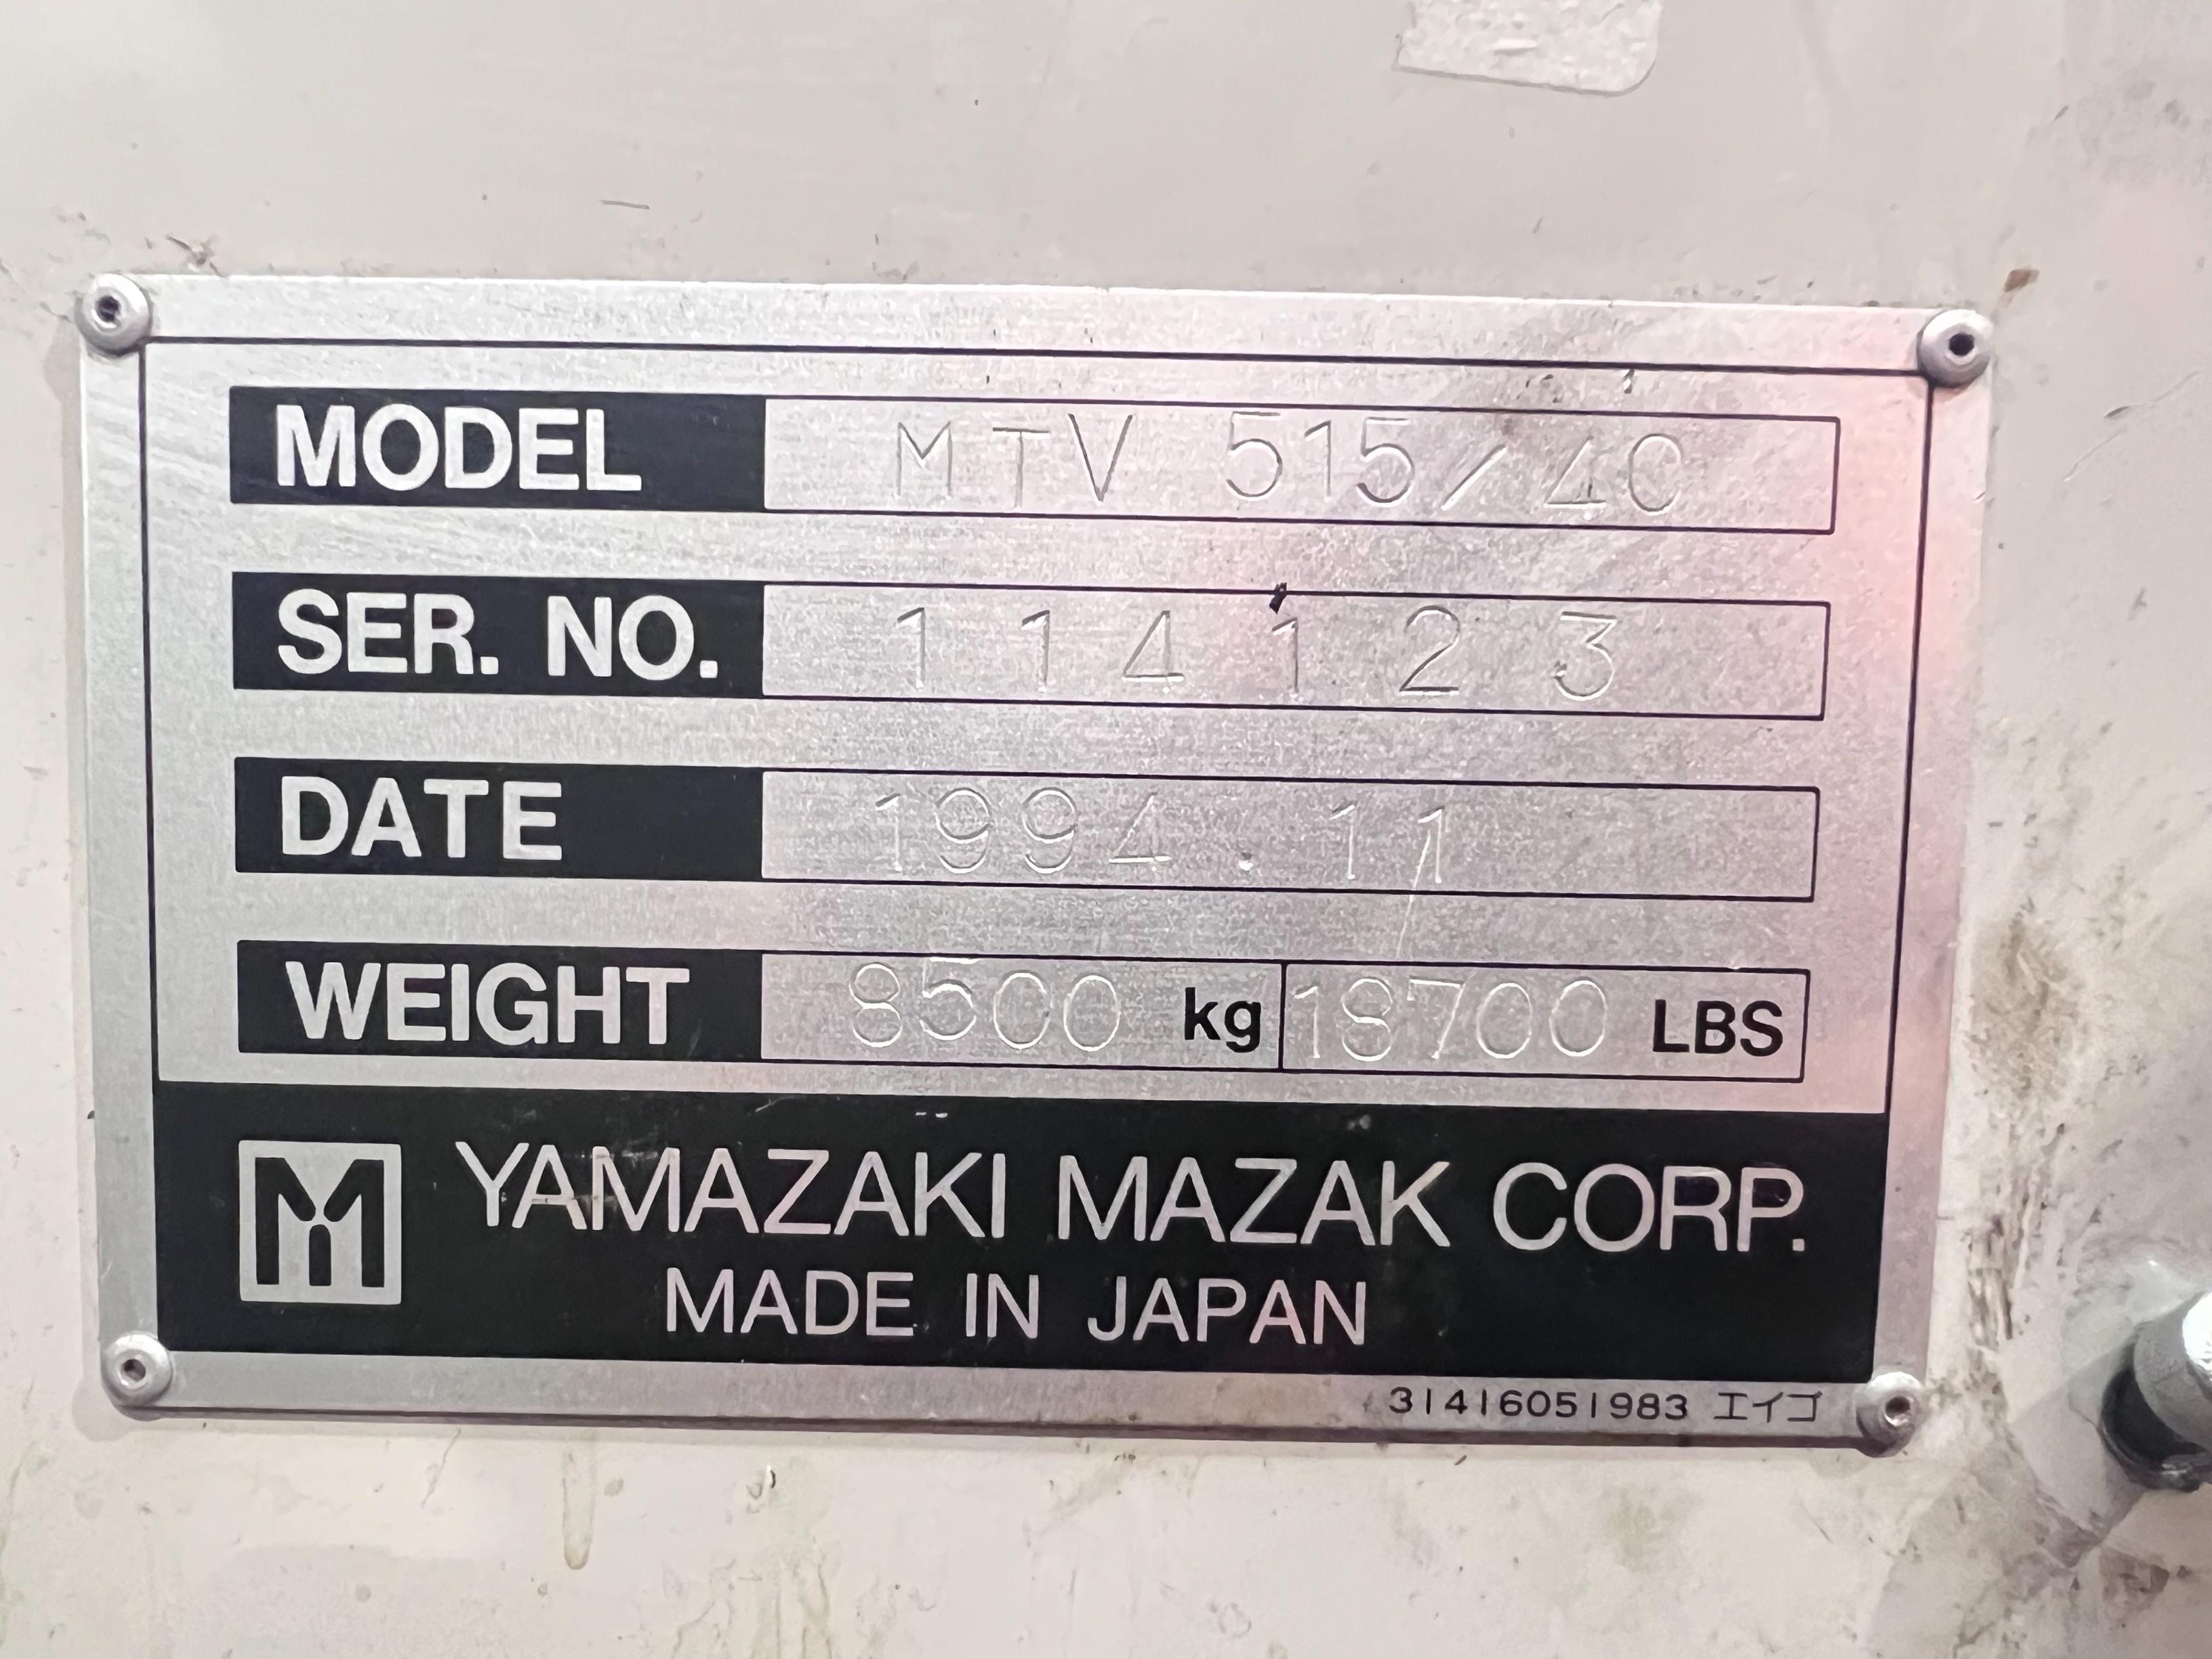 MODEL MTV 515/40
SER. NO. 114123
DATE 1994.11
WEIGHT 8500 kg 18700 LBS
YAMAZAKI MAZAK CORP.
MADE IN JAPAN
31416051983 エイゴ